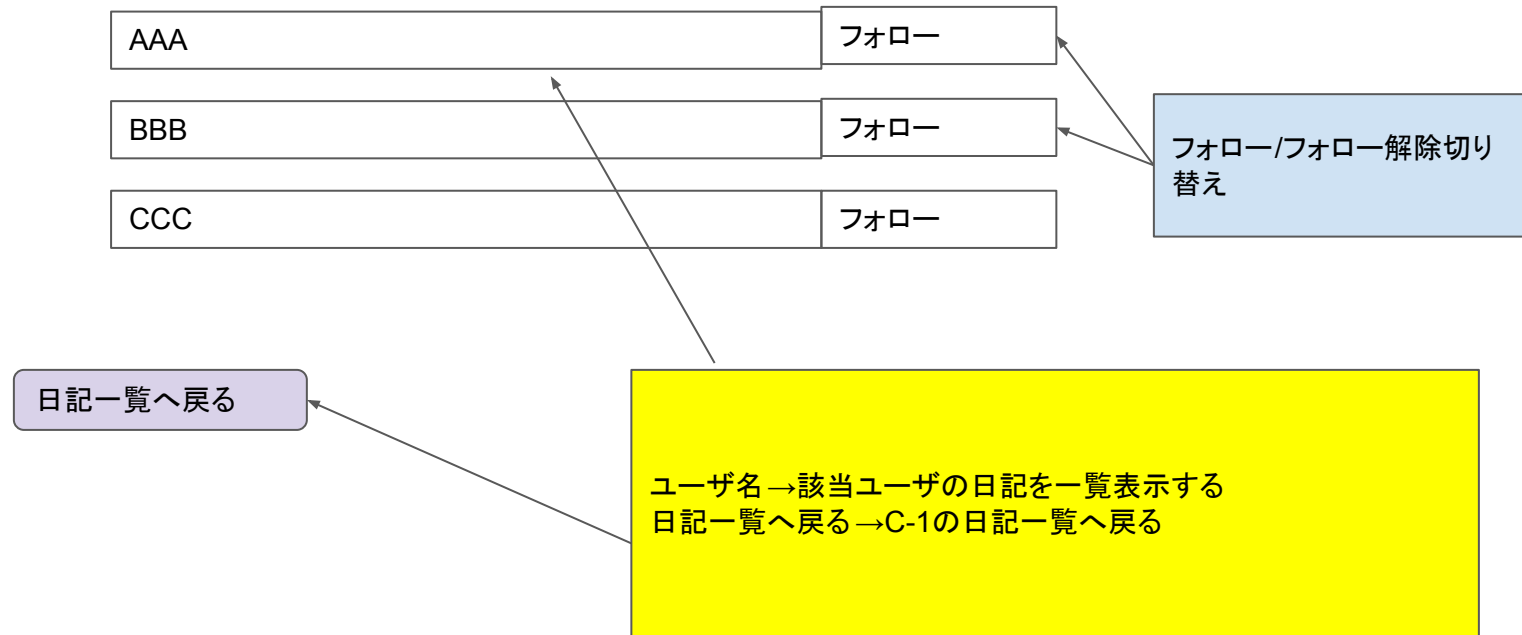 AAA
フォロー
BBB
フォロー
CCC
フォロー
フォロー/フォロー解除切り
替え
日記一覧へ戻る
ユーザ名→該当ユーザの日記を一覧表示する
日記一覧へ戻る→C-1の日記一覧へ戻る